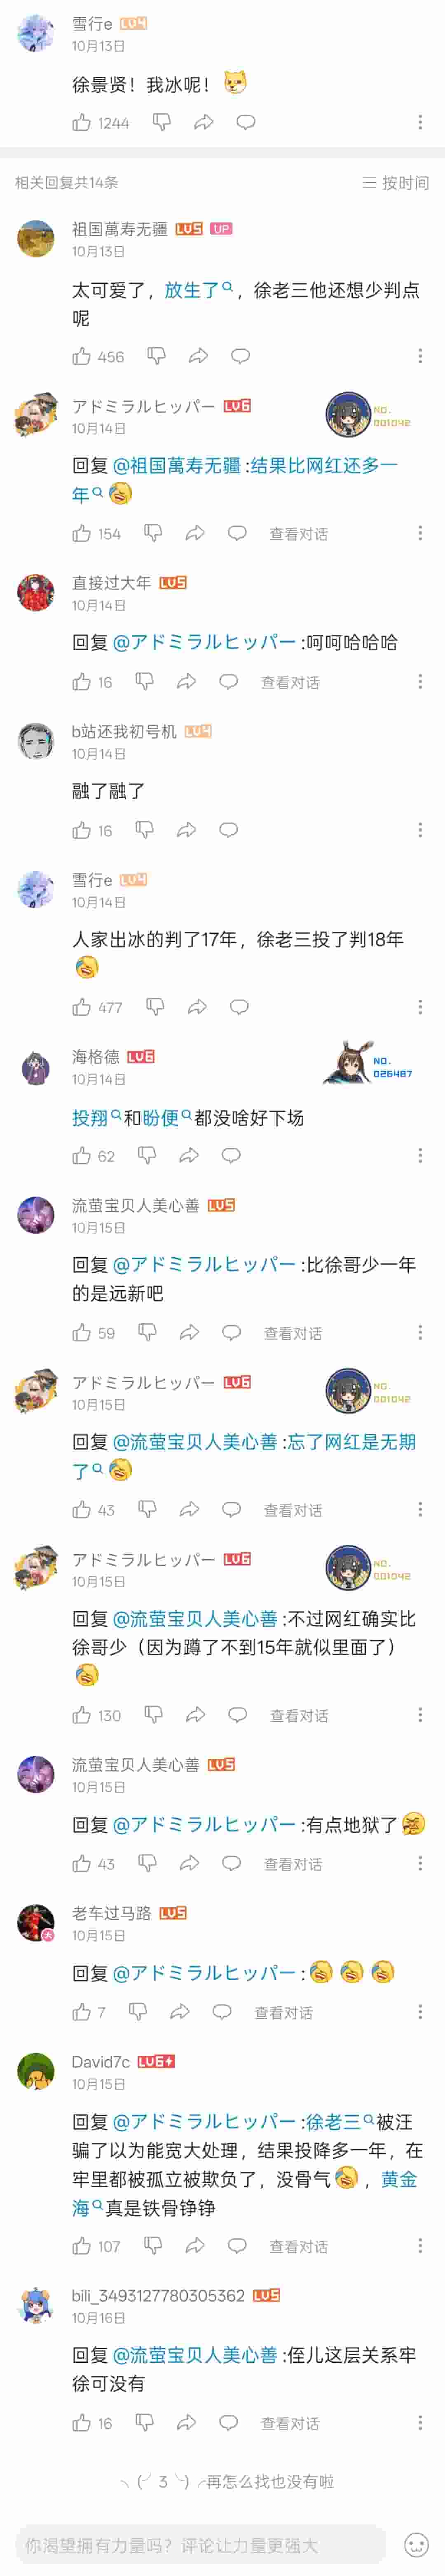 雪行e LV4
10月13日
徐景贤！我冰呢！
1244
相关回复共14条 按时间
祖国萬寿无疆 LV5 UP
10月13日
太可爱了，放生了，徐老三他还想少判点
呢
456
アドミラルヒッパー LV6
NO.
001042
10月14日
回复 @祖国萬寿无疆 :结果比网红还多一
年
154 查看对话
直接过大年 LV5
10月14日
回复 @アドミラルヒッパー :呵呵哈哈哈
16 查看对话
b站还我初号机 LV4
10月14日
融了融了
16
雪行e LV4
10月14日
人家出冰的判了17年，徐老三投了判18年
477
海格德 LV6
NO.
026487
10月14日
投翔和盼便都没啥好下场
62
流萤宝贝人美心善 LV5
10月15日
回复 @アドミラルヒッパー :比徐哥少一年
的是远新吧
59 查看对话
アドミラルヒッパー LV6
NO.
001042
10月15日
回复 @流萤宝贝人美心善 :忘了网红是无期
了
43 查看对话
アドミラルヒッパー LV6
NO.
001042
10月15日
回复 @流萤宝贝人美心善 :不过网红确实比
徐哥少（因为蹲了不到15年就似里面了）
130 查看对话
流萤宝贝人美心善 LV5
10月15日
回复 @アドミラルヒッパー :有点地狱了
43 查看对话
老车过马路 LV5
大
10月15日
回复 @アドミラルヒッパー :
7 查看对话
David7c LV6
10月15日
回复 @アドミラルヒッパー :徐老三被汪
骗了以为能宽大处理，结果投降多一年，在
牢里都被孤立被欺负了，没骨气，黄金
海真是铁骨铮铮
107 查看对话
bili_3493127780305362 LV5
10月16日
回复 @流萤宝贝人美心善 :侄儿这层关系牢
徐可没有
16 查看对话
╮(╯3╰)╭再怎么找也没有啦
你渴望拥有力量吗？评论让力量更强大